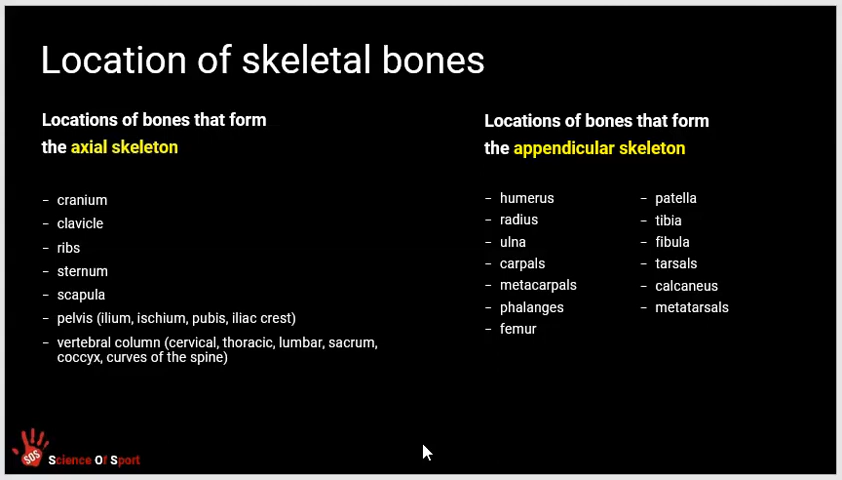 Location of skeletal bones
Locations of bones that form
the axial skeleton
- cranium
- clavicle
- ribs
- sternum
- scapula
- pelvis (ilium, ischium, pubis, iliac crest)
- vertebral column (cervical, thoracic, lumbar, sacrum,
coccyx, curves of the spine)
Locations of bones that form
the appendicular skeleton
- humerus
- radius
- ulna
- carpals
- metacarpals
- phalanges
- femur
- patella
- tibia
- fibula
- tarsals
- calcaneus
- metatarsals
SOS
Science Of Sport